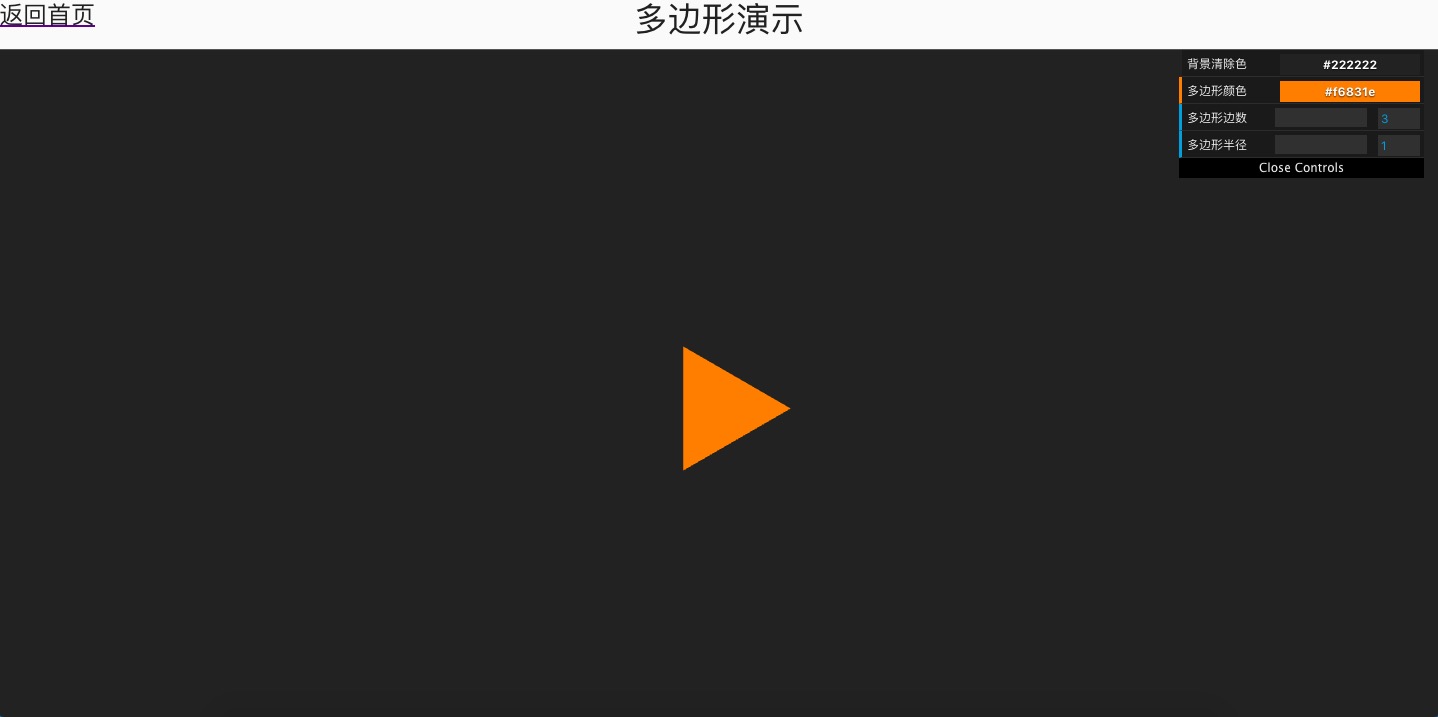 返回首页
多边形演示
背景清除色 #222222
多边形颜色 #f6831e
多边形边数 3
多边形半径 1
Close Controls